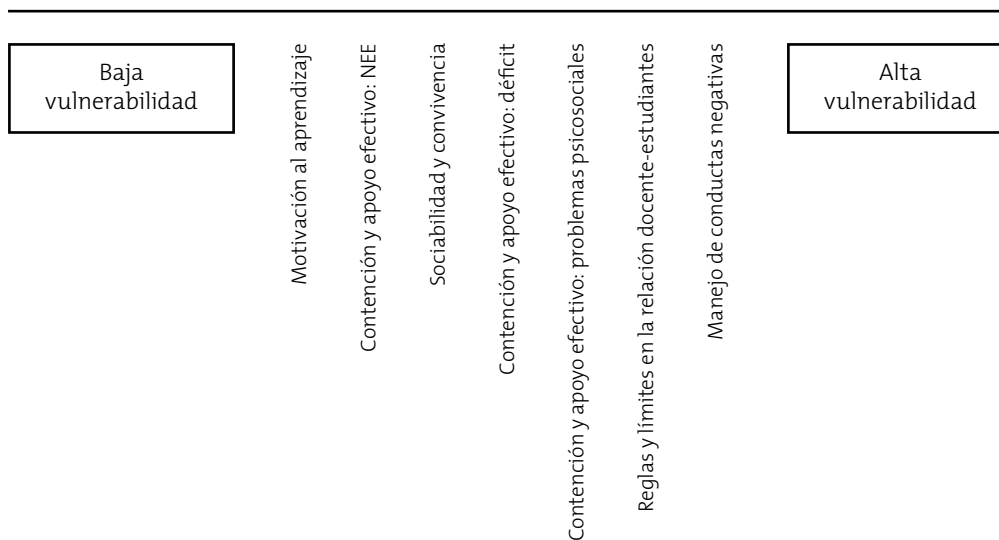 Baja
vulnerabilidad
Motivación al aprendizaje
Contención y apoyo efectivo: NEE
Sociabilidad y convivencia
Contención y apoyo efectivo: déficit
Contención y apoyo efectivo: problemas psicosociales
Reglas y límites en la relación docente-estudiantes
Manejo de conductas negativas
Alta
vulnerabilidad